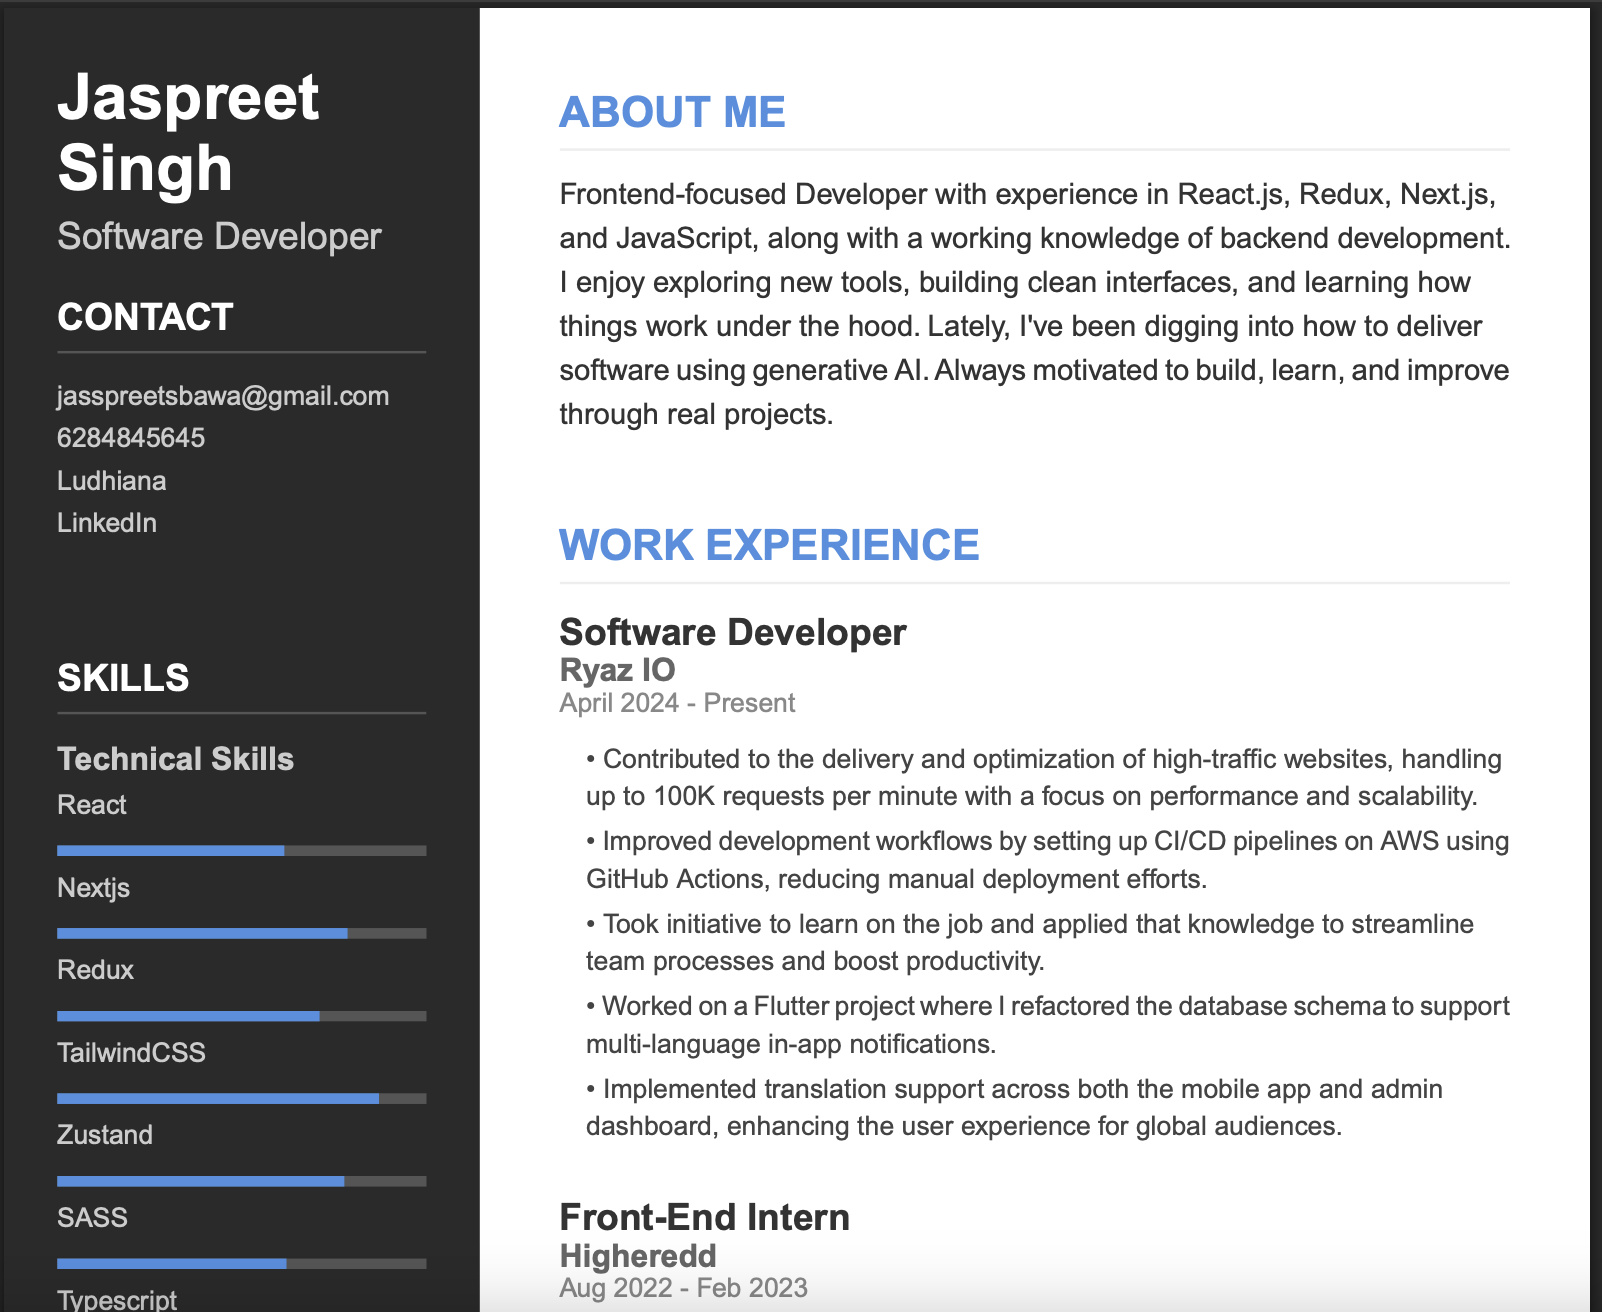 Jaspreet
Singh
Software Developer
CONTACT
jasspreetsbawa@gmail.com
6284845645
Ludhiana
LinkedIn
SKILLS
Technical Skills
React
Nextjs
Redux
TailwindCSS
Zustand
SASS
Typescript
ABOUT ME
Frontend-focused Developer with experience in React.js, Redux, Next.js,
and JavaScript, along with a working knowledge of backend development.
I enjoy exploring new tools, building clean interfaces, and learning how
things work under the hood. Lately, I've been digging into how to deliver
software using generative AI. Always motivated to build, learn, and improve
through real projects.
WORK EXPERIENCE
Software Developer
Ryaz IO
April 2024 - Present
• Contributed to the delivery and optimization of high-traffic websites, handling
up to 100K requests per minute with a focus on performance and scalability.
• Improved development workflows by setting up CI/CD pipelines on AWS using
GitHub Actions, reducing manual deployment efforts.
• Took initiative to learn on the job and applied that knowledge to streamline
team processes and boost productivity.
• Worked on a Flutter project where I refactored the database schema to support
multi-language in-app notifications.
• Implemented translation support across both the mobile app and admin
dashboard, enhancing the user experience for global audiences.
Front-End Intern
Higheredd
Aug 2022 - Feb 2023